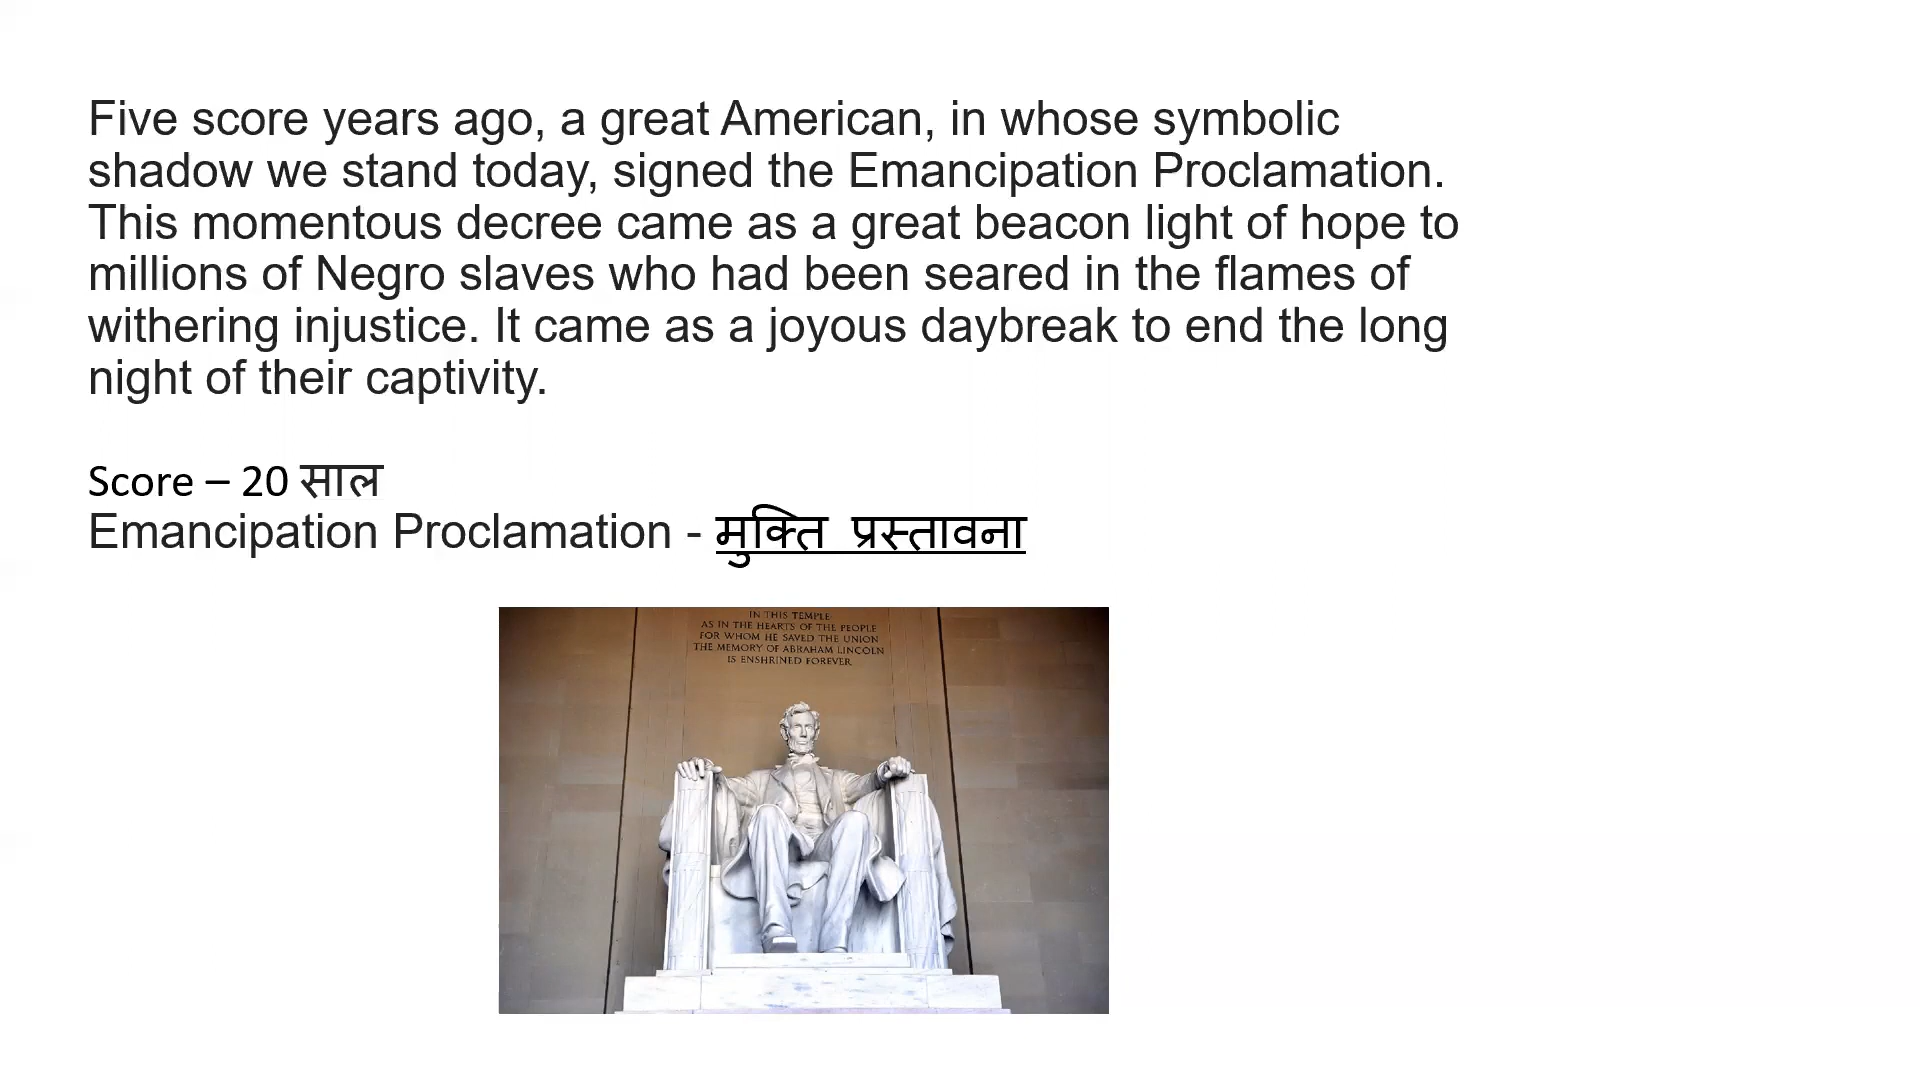 Five score years ago, a great American, in whose symbolic
shadow we stand today, signed the Emancipation Proclamation.
This momentous decree came as a great beacon light of hope to
millions of Negro slaves who had been seared in the flames of
withering injustice. It came as a joyous daybreak to end the long
night of their captivity.
Score – 20 साल
Emancipation Proclamation - मुक्ति प्रस्तावना
IN THIS TEMPLE
AS IN THE HEARTS OF THE PEOPLE
FOR WHOM HE SAVED THE UNION
THE MEMORY OF ABRAHAM LINCOLN
IS ENSHRINED FOREVER